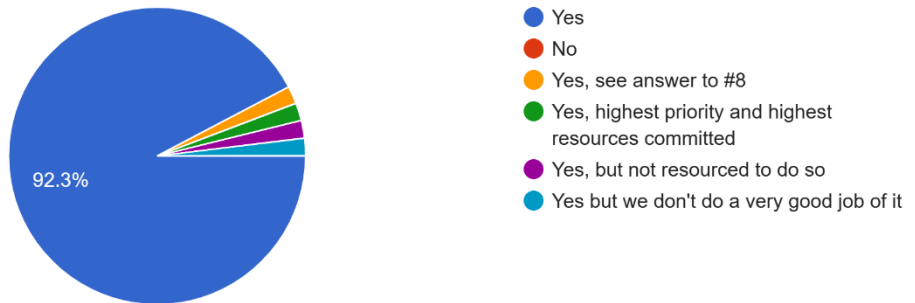 92.3%
Yes
No
Yes, see answer to #8
Yes, highest priority and highest
resources committed
Yes, but not resourced to do so
Yes but we don't do a very good job of it